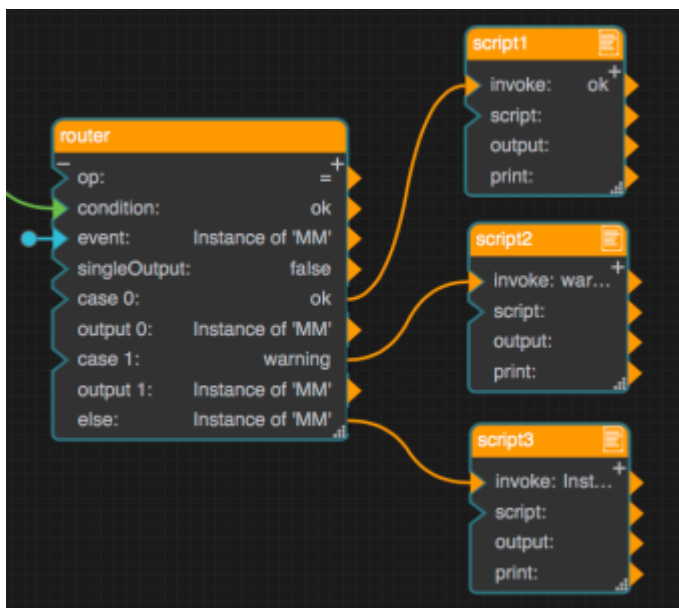 router
op: =
condition: ok
event: Instance of 'MM'
singleOutput: false
case 0: ok
output 0: Instance of 'MM'
case 1: warning
output 1: Instance of 'MM'
else: Instance of 'MM'
script1
invoke: ok
script:
output:
print:
script2
invoke: war...
script:
output:
print:
script3
invoke: Inst...
script:
output:
print: